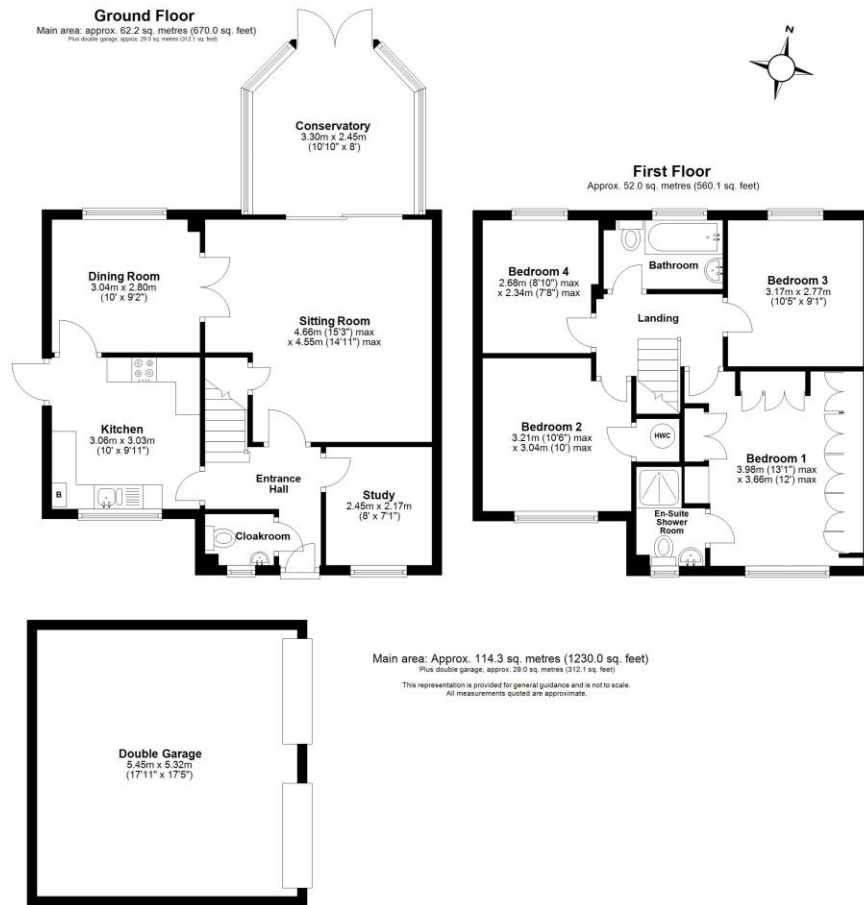 Ground Floor
Main area: approx. 62.2 sq. metres (670.0 sq. feet)
Plus double garage, approx. 29.0 sq. metres (312.1 sq. feet)
N
Conservatory
3.30m x 2.45m
(10'10" x 8')
First Floor
Approx. 52.0 sq. metres (560.1 sq. feet)
Dining Room
3.04m x 2.80m
(10' x 9'2")
Sitting Room
4.66m (15'3") max
x 4.55m (14'11") max
Kitchen
3.06m x 3.03m
(10' x 9'11")
B
Entrance
Hall
Study
2.45m x 2.17m
(8' x 7'1")
Cloakroom
Bedroom 4
2.68m (8'10") max
x 2.34m (7'8") max
Bathroom
Bedroom 3
3.17m x 2.77m
(10'5" x 9'1")
Landing
Bedroom 2
3.21m (10'6") max
x 3.04m (10') max
HWC
Bedroom 1
3.98m (13'1") max
x 3.66m (12') max
En-Suite
Shower
Room
Main area: Approx. 114.3 sq. metres (1230.0 sq. feet)
Plus double garage, approx. 29.0 sq. metres (312.1 sq. feet)
This representation is provided for general guidance and is not to scale.
All measurements quoted are approximate.
Double Garage
5.45m x 5.32m
(17'11" x 17'5")